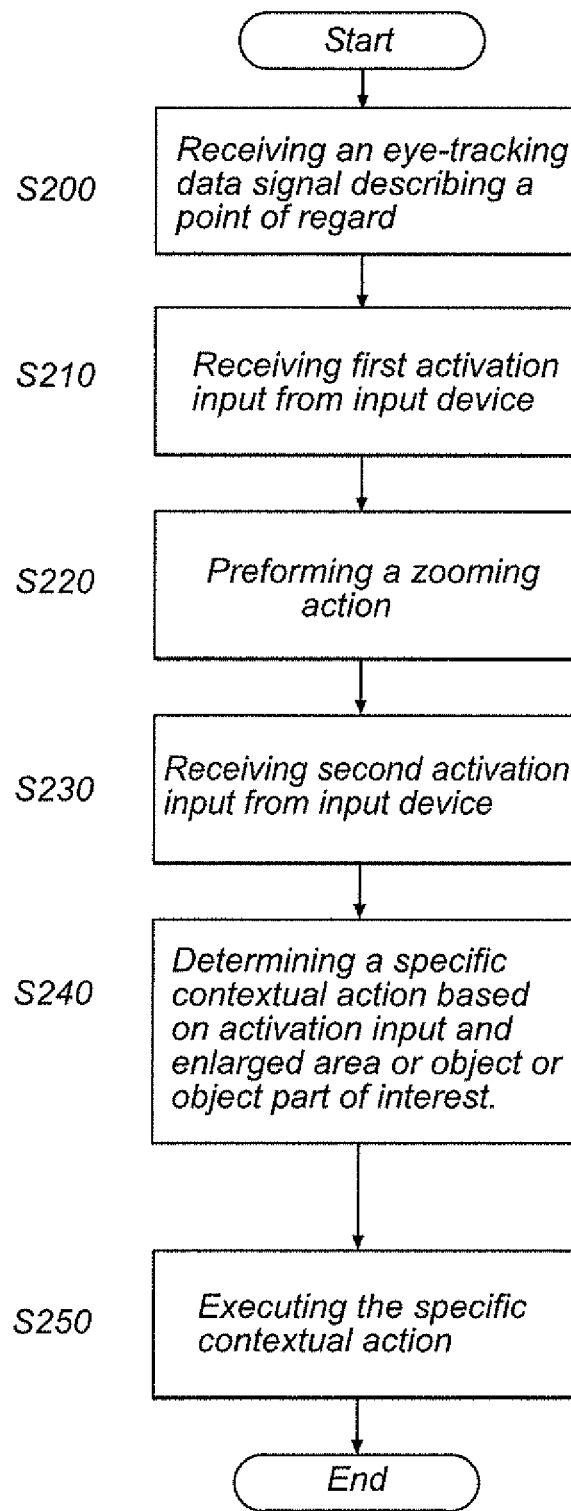 Start
S200
Receiving an eye-tracking
data signal describing a
point of regard
S210
Receiving first activation
input from input device
S220
Preforming a zooming
action
S230
Receiving second activation
input from input device
S240
Determining a specific
contextual action based
on activation input and
enlarged area or object or
object part of interest.
S250
Executing the specific
contextual action
End